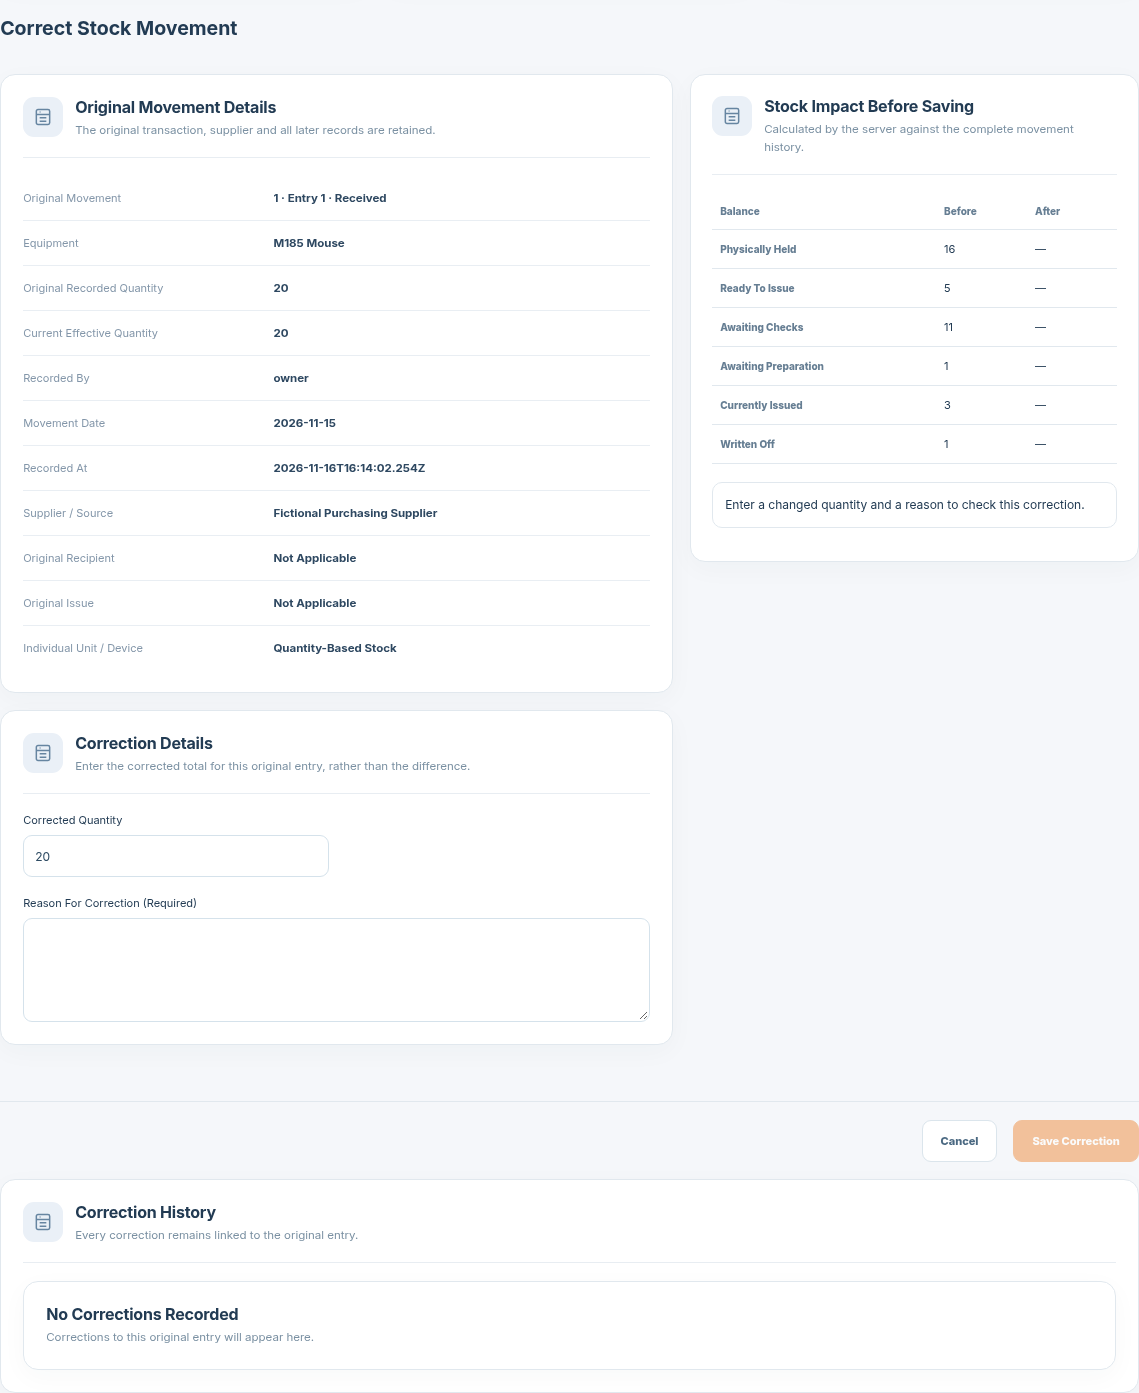 Correct Stock Movement
Original Movement Details
The original transaction, supplier and all later records are retained.
Original Movement 1 · Entry 1 · Received
Equipment M185 Mouse
Original Recorded Quantity 20
Current Effective Quantity 20
Recorded By owner
Movement Date 2026-11-15
Recorded At 2026-11-16T16:14:02.254Z
Supplier / Source Fictional Purchasing Supplier
Original Recipient Not Applicable
Original Issue Not Applicable
Individual Unit / Device Quantity-Based Stock
Stock Impact Before Saving
Calculated by the server against the complete movement
history.
Balance Before After
Physically Held 16 —
Ready To Issue 5 —
Awaiting Checks 11 —
Awaiting Preparation 1 —
Currently Issued 3 —
Written Off 1 —
Enter a changed quantity and a reason to check this correction.
Correction Details
Enter the corrected total for this original entry, rather than the difference.
Corrected Quantity
20
Reason For Correction (Required)
Cancel Save Correction
Correction History
Every correction remains linked to the original entry.
No Corrections Recorded
Corrections to this original entry will appear here.